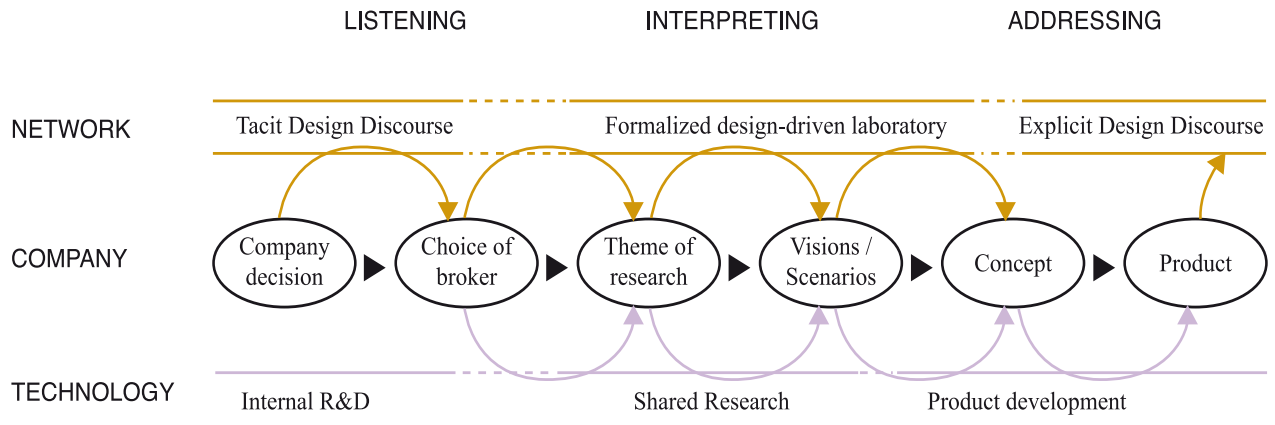 LISTENING INTERPRETING ADDRESSING
NETWORK
Tacit Design Discourse Formalized design-driven laboratory Explicit Design Discourse
COMPANY
Company
decision
Choice of
broker
Theme of
research
Visions /
Scenarios
Concept
Product
TECHNOLOGY
Internal R&D Shared Research Product development